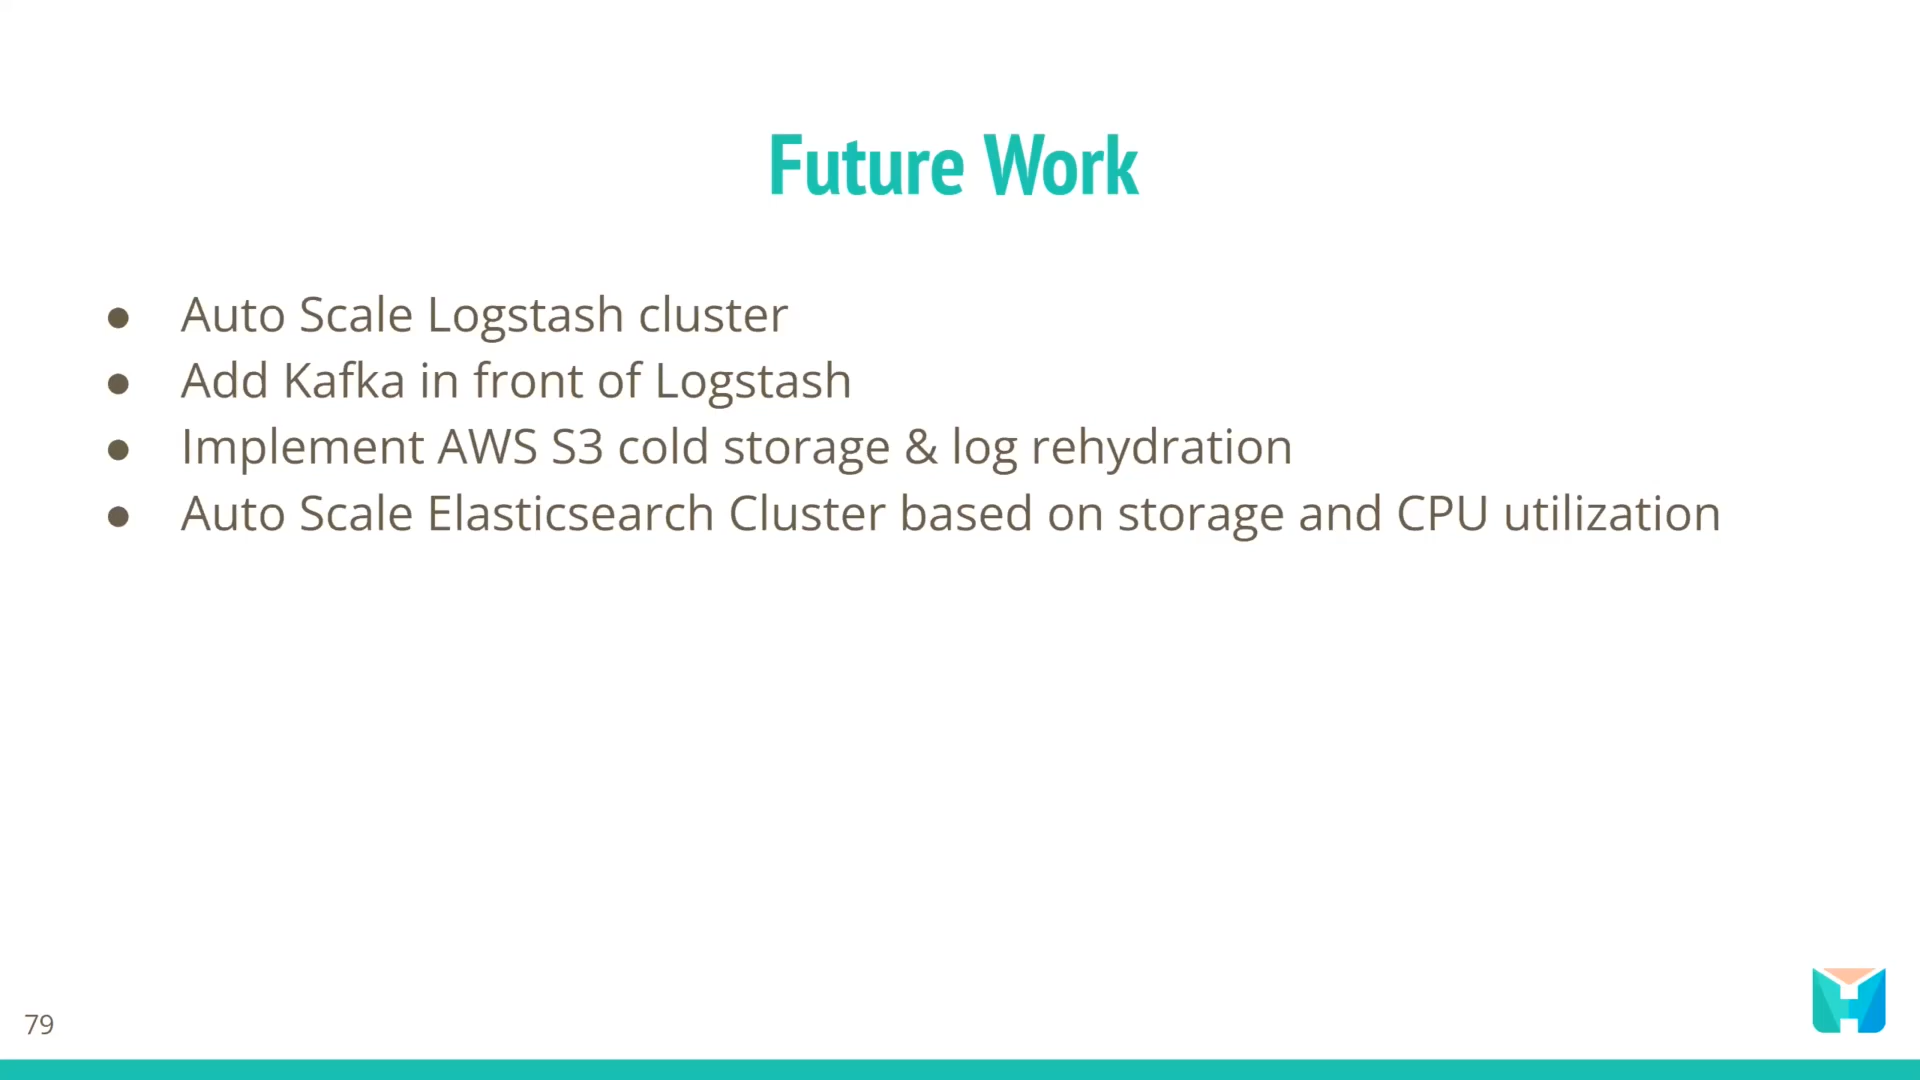 Future Work
● Auto Scale Logstash cluster
● Add Kafka in front of Logstash
● Implement AWS S3 cold storage & log rehydration
● Auto Scale Elasticsearch Cluster based on storage and CPU utilization
79